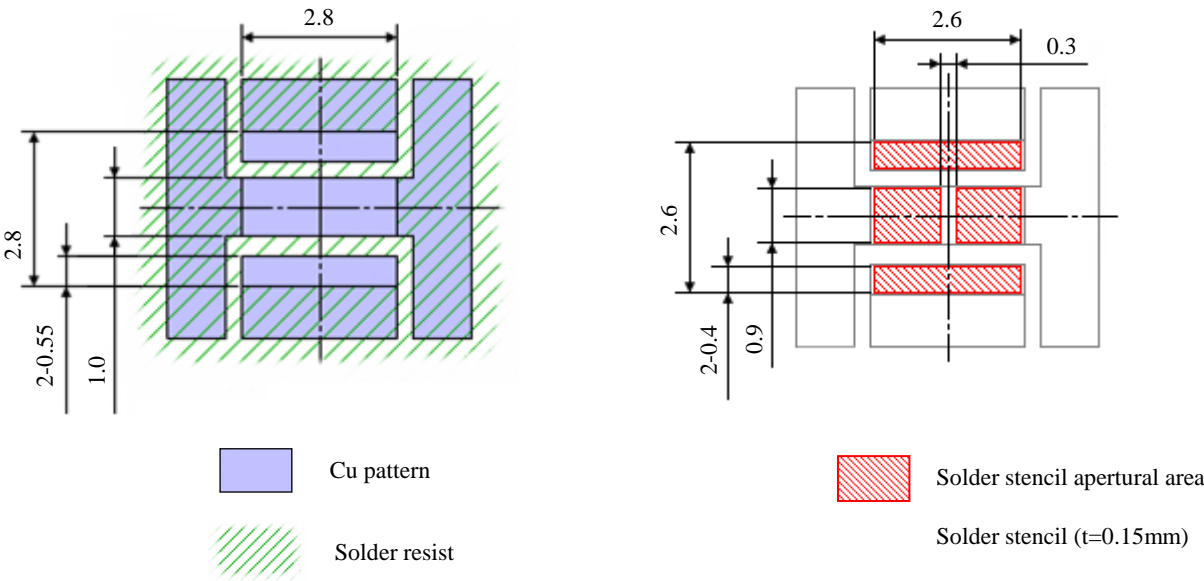 2.8
2.8
2-0.55
1.0
Cu pattern
Solder resist
2.6
0.3
2.6
2-0.4
0.9
Solder stencil apertural area
Solder stencil (t=0.15mm)